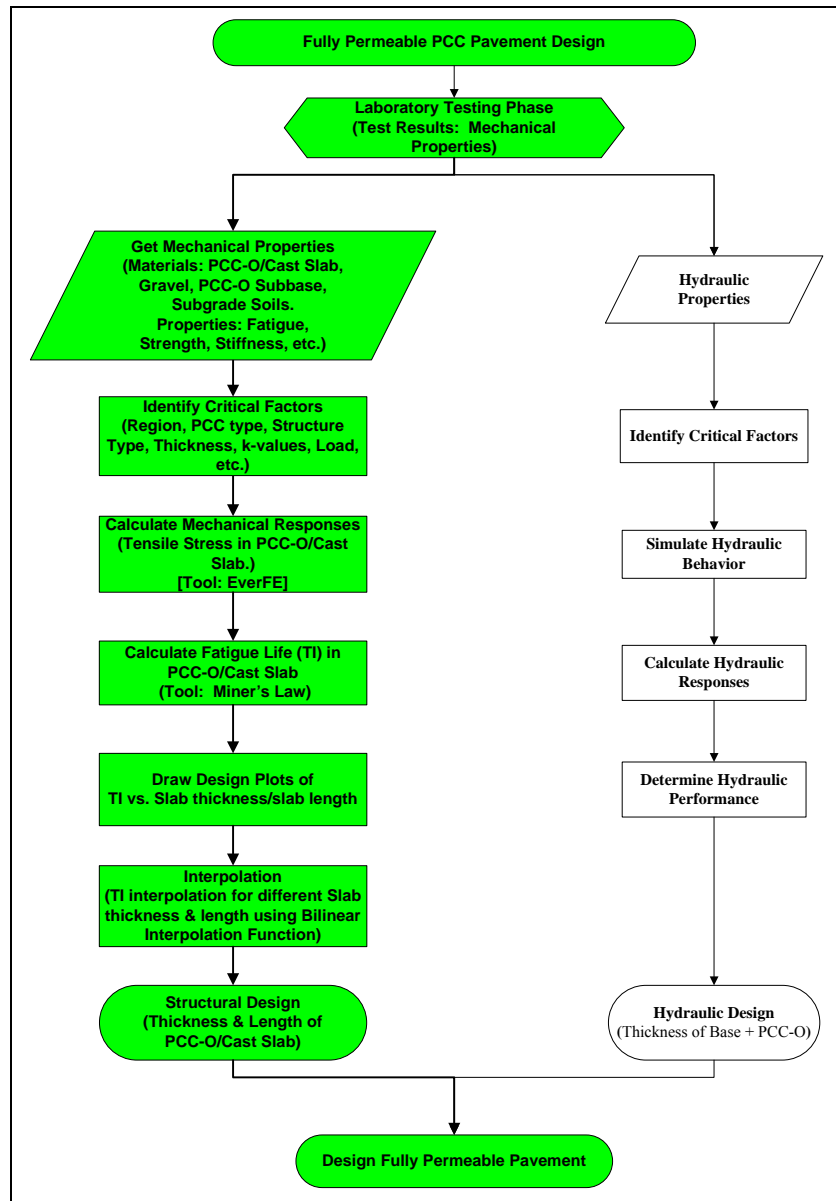 Fully Permeable PCC Pavement Design
Laboratory Testing Phase
(Test Results: Mechanical
Properties)
Get Mechanical Properties
(Materials: PCC-O/Cast Slab,
Gravel, PCC-O Subbase,
Subgrade Soils.
Properties: Fatigue,
Strength, Stiffness, etc.)
Identify Critical Factors
(Region, PCC type, Structure
Type, Thickness, k-values, Load,
etc.)
Calculate Mechanical Responses
(Tensile Stress in PCC-O/Cast
Slab.)
[Tool: EverFE]
Calculate Fatigue Life (TI) in
PCC-O/Cast Slab
(Tool: Miner's Law)
Draw Design Plots of
TI vs. Slab thickness/slab length
Interpolation
(TI interpolation for different Slab
thickness & length using Bilinear
Interpolation Function)
Structural Design
(Thickness & Length of
PCC-O/Cast Slab)
Hydraulic
Properties
Identify Critical Factors
Simulate Hydraulic
Behavior
Calculate Hydraulic
Responses
Determine Hydraulic
Performance
Hydraulic Design
(Thickness of Base + PCC-O)
Design Fully Permeable Pavement